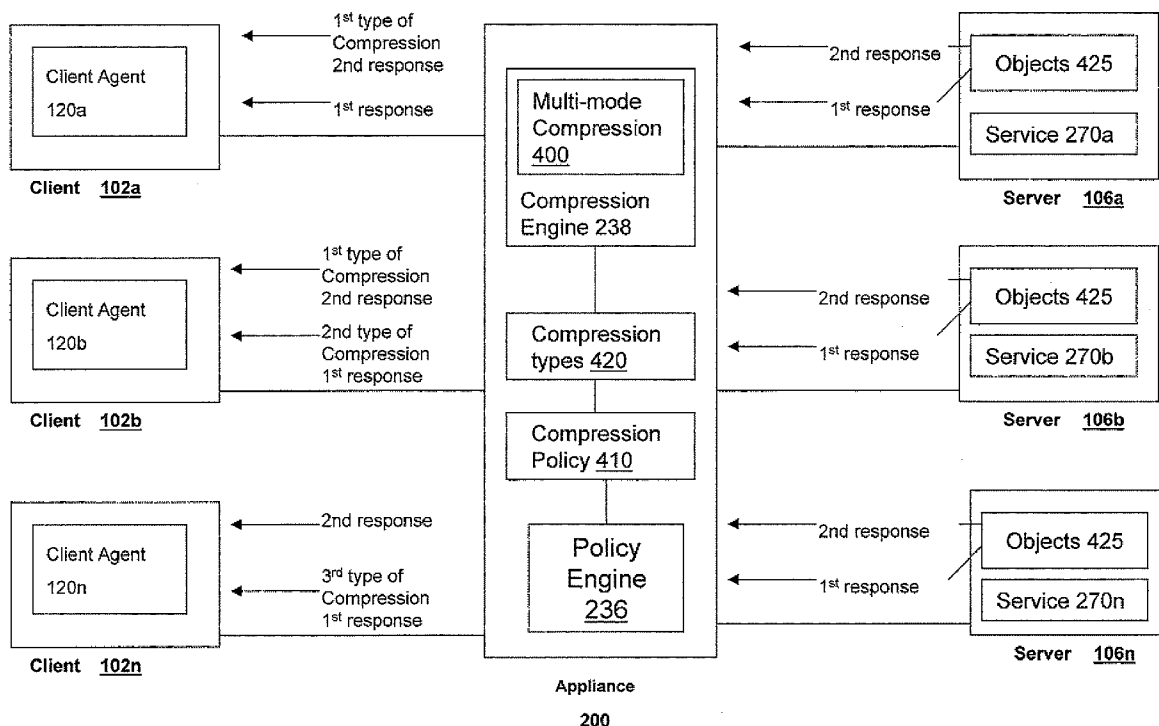 Client Agent
120a
Client 102a
1st type of
Compression
2nd response
1st response
Client Agent
120b
Client 102b
1st type of
Compression
2nd response
2nd type of
Compression
1st response
Client Agent
120n
Client 102n
2nd response
3rd type of
Compression
1st response
Multi-mode
Compression
400
Compression
Engine 238
Compression
types 420
Compression
Policy 410
Policy
Engine
236
Appliance
200
2nd response
1st response
Objects 425
Service 270a
Server 106a
2nd response
1st response
Objects 425
Service 270b
Server 106b
2nd response
1st response
Objects 425
Service 270n
Server 106n